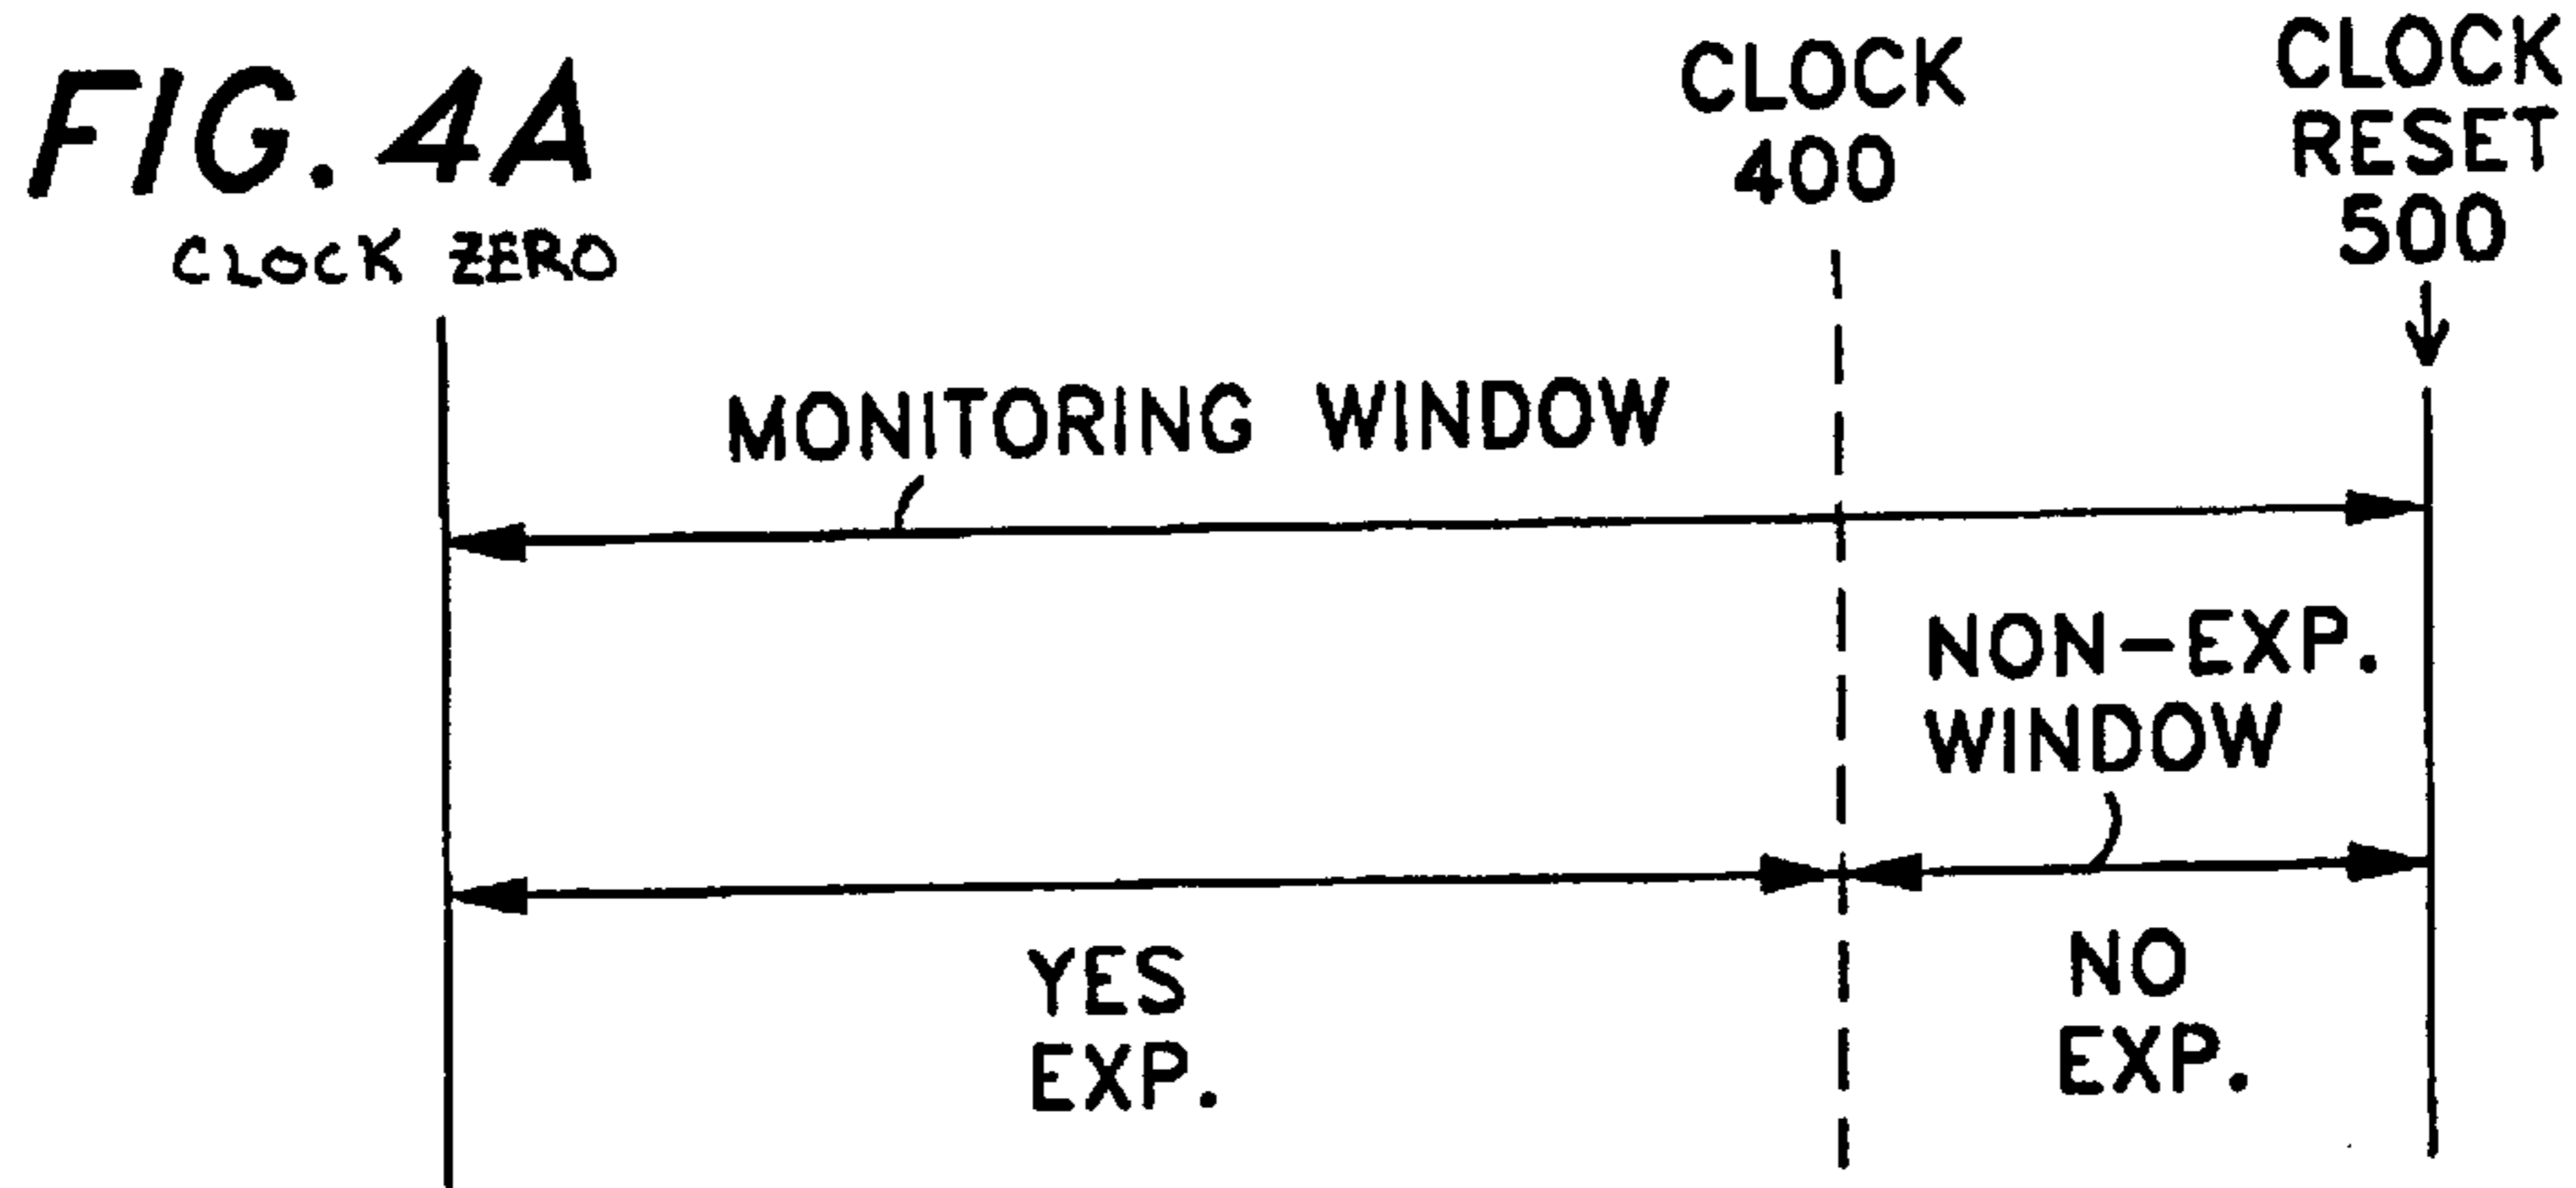 FIG. 4A
CLOCK ZERO
CLOCK
400
CLOCK
RESET
500
MONITORING WINDOW
NON-EXP.
WINDOW
YES
EXP.
NO
EXP.